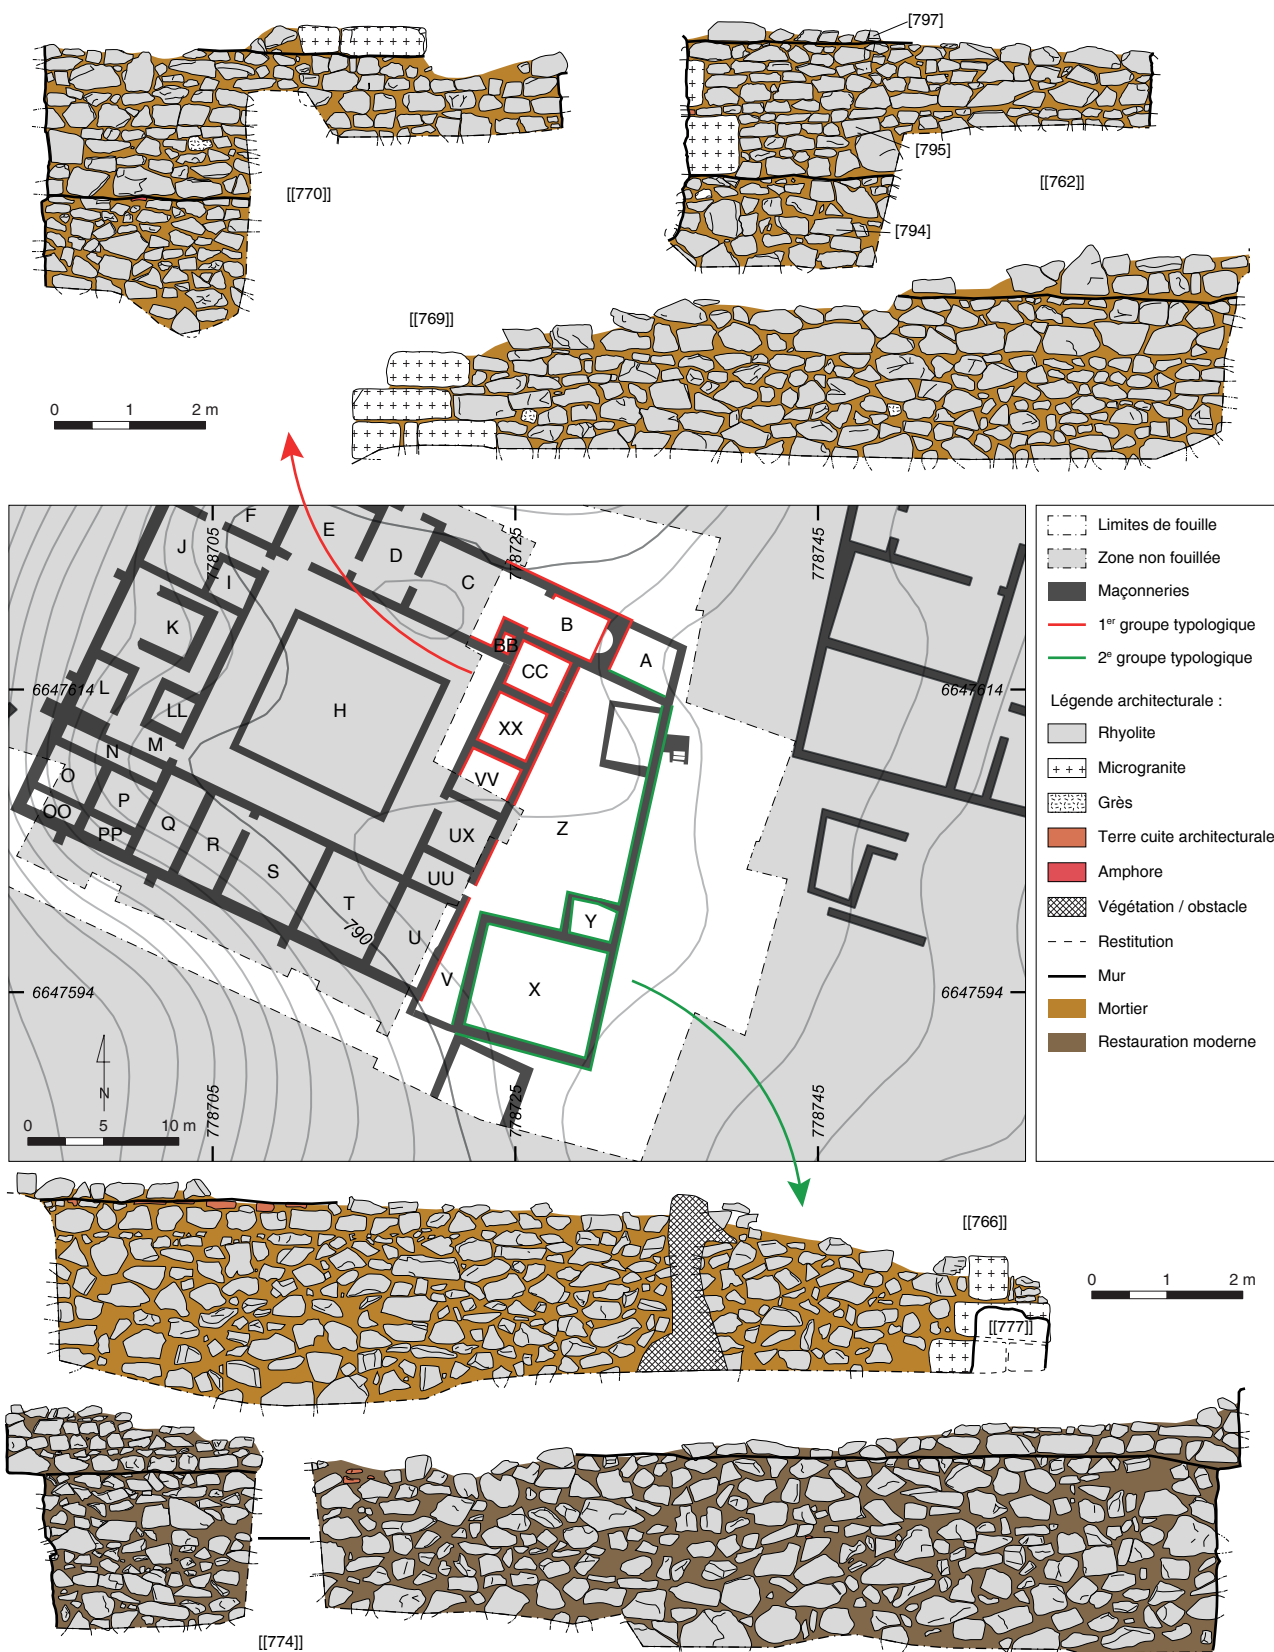 [797]
[795]
[[770]]
[[762]]
[794]
[[769]]
0 1 2 m
F
E
J
D
I
C
K
B
BB
A
CC
L
LL
H
XX
N
M
VV
O
P
Z
OO
Q
UX
PP
R
S
UU
T
Y
U
V
X
778705
778725
778745
6647614
6647614
790
6647594
6647594
N
778705
778725
778745
0 5 10 m
Limites de fouille
Zone non fouillée
Maçonneries
1er groupe typologique
2e groupe typologique
Légende architecturale :
Rhyolite
Microgranite
Grès
Terre cuite architecturale
Amphore
Végétation / obstacle
Restitution
Mur
Mortier
Restauration moderne
[[766]]
0 1 2 m
[[777]]
[[774]]